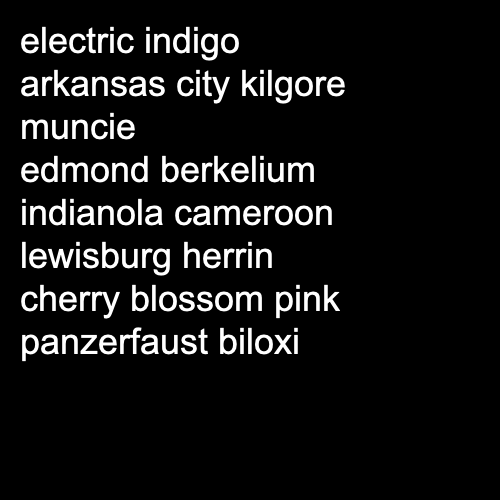 electric indigo
arkansas city kilgore
muncie
edmond berkelium
indianola cameroon
lewisburg herrin
cherry blossom pink
panzerfaust biloxi